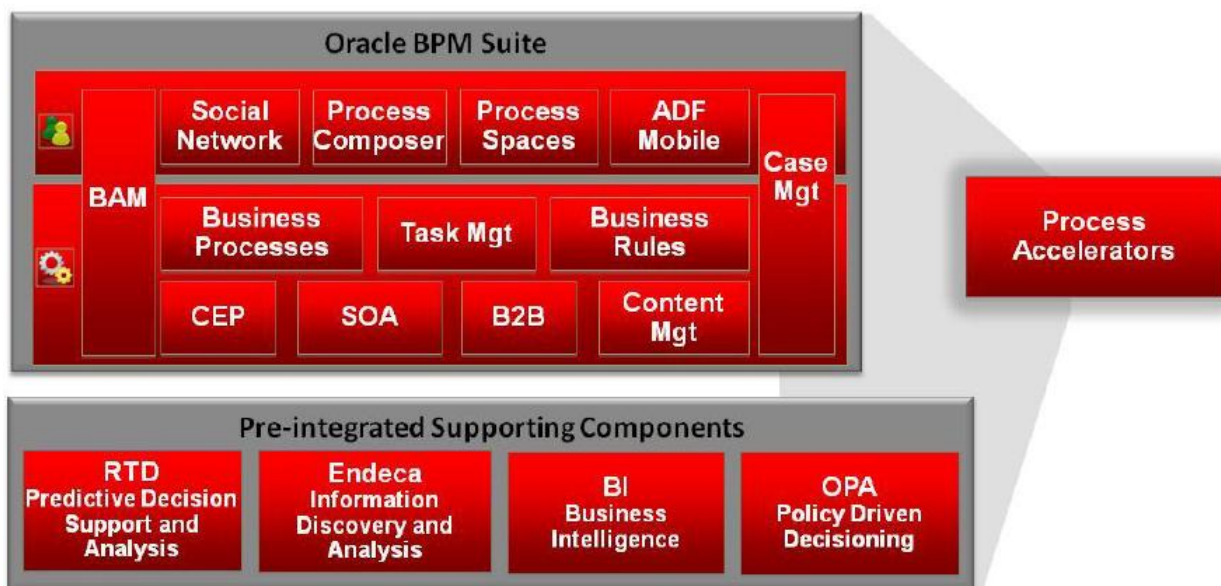 Oracle BPM Suite
BAM
Social
Network
Process
Composer
Process
Spaces
ADF
Mobile
Case
Mgt
Business
Processes
Task Mgt
Business
Rules
CEP
SOA
B2B
Content
Mgt
Process
Accelerators
Pre-integrated Supporting Components
RTD
Predictive Decision
Support and
Analysis
Endeca
Information
Discovery and
Analysis
BI
Business
Intelligence
OPA
Policy Driven
Decisioning